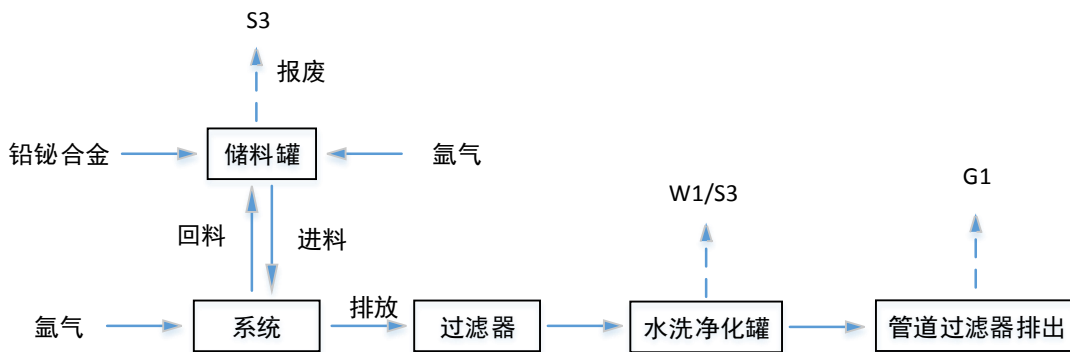 S3
报废
铅铋合金
储料罐
氩气
W1/S3
G1
回料
进料
氩气
系统
排放
过滤器
水洗净化罐
管道过滤器排出